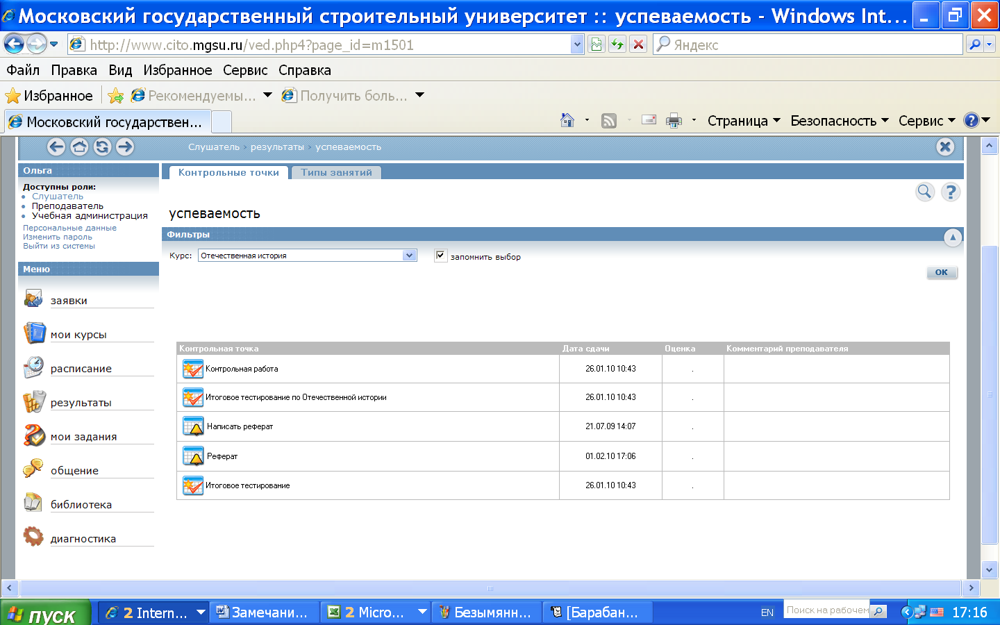 Московский государственный строительный университет :: успеваемость - Windows Int...
http://www.cito.mgsu.ru/ved.php4?page_id=m1501
Яндекс
Файл Правка Вид Избранное Сервис Справка
Избранное Рекомендуемы... Получить боль...
Московский государствен...
Страница Безопасность Сервис
Слушатель › результаты › успеваемость
Ольга
Доступны роли:
• Слушатель
• Преподаватель
• Учебная администрация
Персональные данные
Изменить пароль
Выйти из системы
Меню
заявки
мои курсы
расписание
результаты
мои задания
общение
библиотека
диагностика
Контрольные точки Типы занятий
?
успеваемость
Фильтры
Курс: Отечественная история запомнить выбор
ОК
Контрольная точка Дата сдачи Оценка Комментарий преподавателя
Контрольная работа 26.01.10 10:43 .
Итоговое тестирование по Отечественной истории 26.01.10 10:43 .
Написать реферат 21.07.09 14:07 .
Реферат 01.02.10 17:06 .
Итоговое тестирование 26.01.10 10:43 .
пуск 2 Intern... Замечани... 2 Micro... Безымянн... [Барабан... EN Поиск на рабочем 17:16